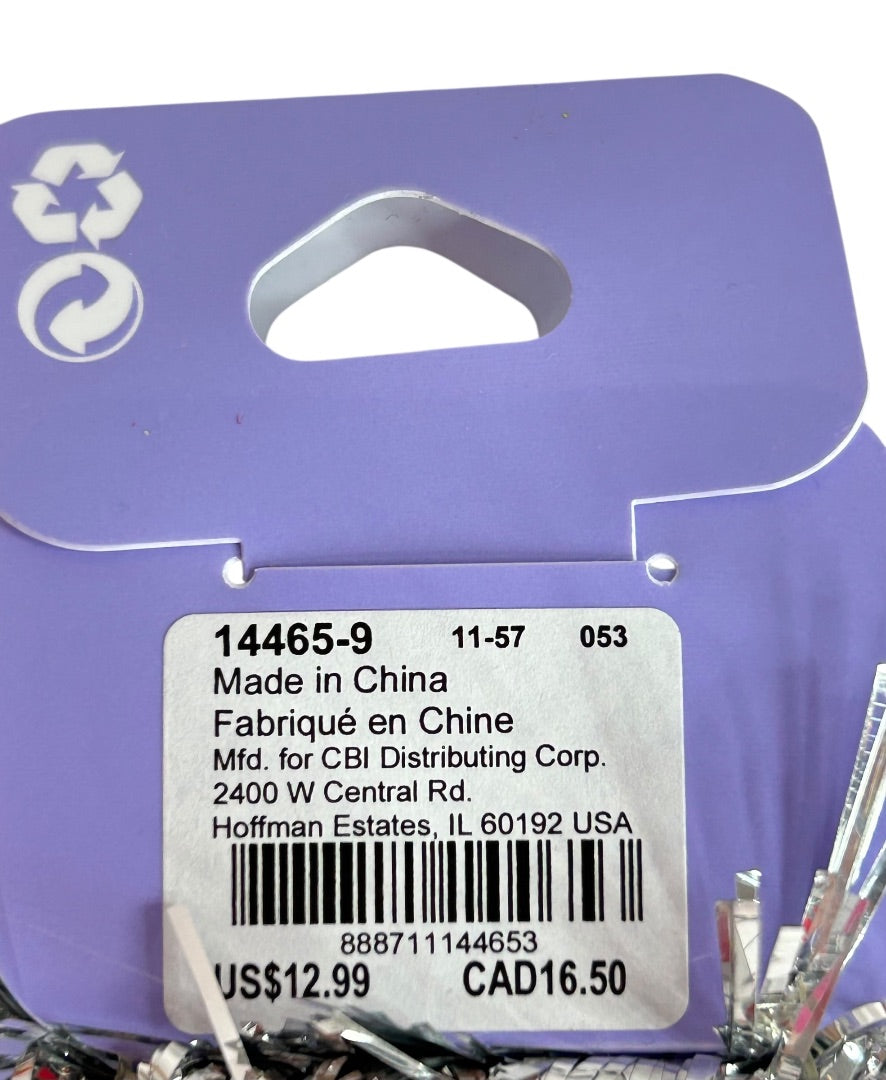 14465-9 11-57 053
Made in China
Fabriqué en Chine
Mfd. for CBI Distributing Corp.
2400 W Central Rd.
Hoffman Estates, IL 60192 USA
888711144653
US$12.99 CAD16.50